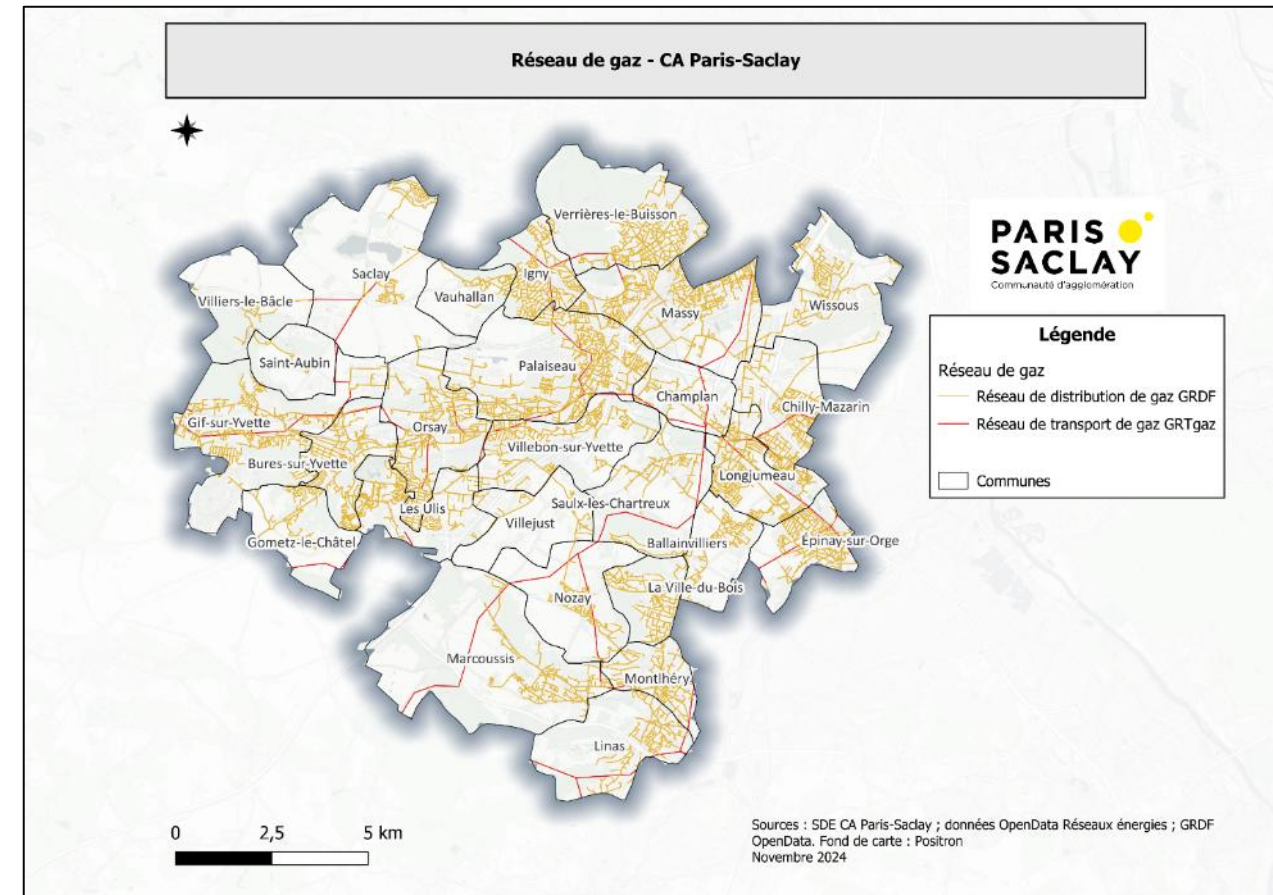 Réseau de gaz - CA Paris-Saclay
Verrières-le-Buisson
Saclay
Igny
Vauhallan
Villiers-le-Bâcle
Massy
Wissous
Saint-Aubin
Palaiseau
Champlan
Chilly-Mazarin
Gif-sur-Yvette
Orsay
Villebon-sur-Yvette
Bures-sur-Yvette
Longjumeau
Les Ulis
Saulx-les-Chartreux
Villejust
Gometz-le-Châtel
Ballainvilliers
Épinay-sur-Orge
La Ville-du-Bois
Nozay
Marcoussis
Montlhéry
Linas
PARIS
SACLAY
Communauté d'agglomération
Légende
Réseau de gaz
Réseau de distribution de gaz GRDF
Réseau de transport de gaz GRTgaz
Communes
0 2,5 5 km
Sources : SDE CA Paris-Saclay ; données OpenData Réseaux énergies ; GRDF
OpenData. Fond de carte : Positron
Novembre 2024